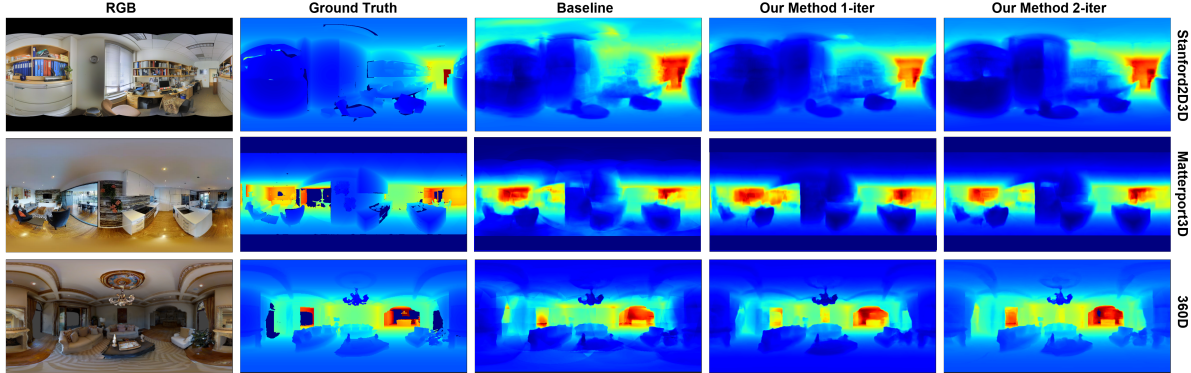 RGB
Ground Truth
Baseline
Our Method 1-iter
Our Method 2-iter
Stanford2D3D
Matterport3D
360D